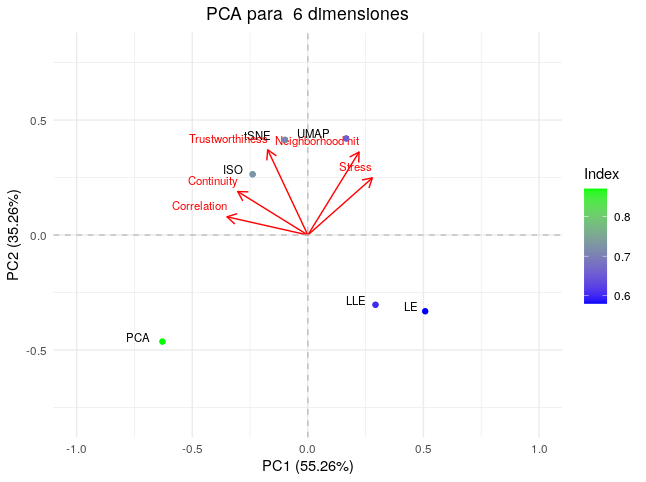 PCA para 6 dimensiones
PC2 (35.26%)
0.5
0.0
-0.5
Trustworthiness
tSNE
UMAP
Neighborhood hit
Stress
ISO
Continuity
Correlation
LLE
LE
PCA
-1.0
-0.5
0.0
0.5
1.0
PC1 (55.26%)
Index
0.8
0.7
0.6